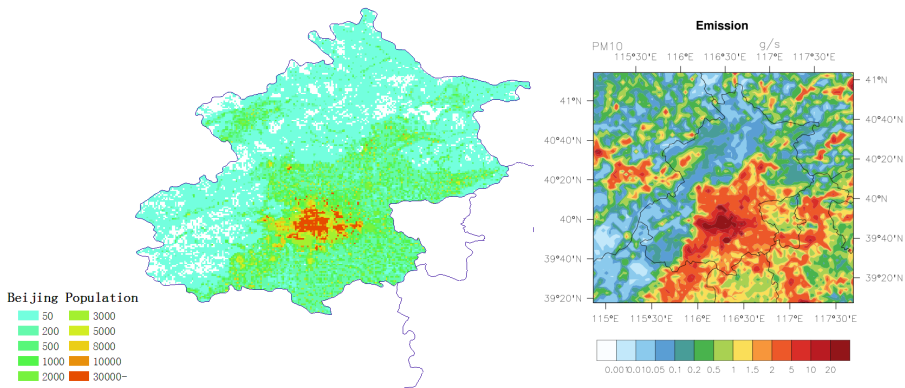 Emission
PM10 g/s
115°30'E 116°E 116°30'E 117°E 117°30'E
41°N 41°N
40°40'N 40°40'N
40°20'N 40°20'N
40°N 40°N
39°40'N 39°40'N
39°20'N 39°20'N
115°E 115°30'E 116°E 116°30'E 117°E 117°30'E
0.001 0.01 0.05 0.1 0.2 0.5 1 1.5 2 5 10 20
Beijing Population
50 3000
200 5000
500 8000
1000 10000
2000 30000-